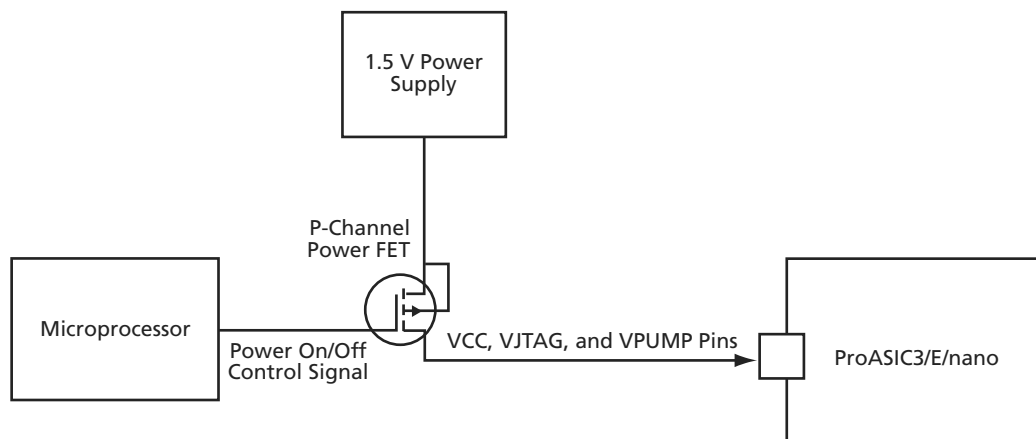 1.5 V Power
Supply
P-Channel
Power FET
Microprocessor
Power On/Off
Control Signal
VCC, VJTAG, and VPUMP Pins
ProASIC3/E/nano